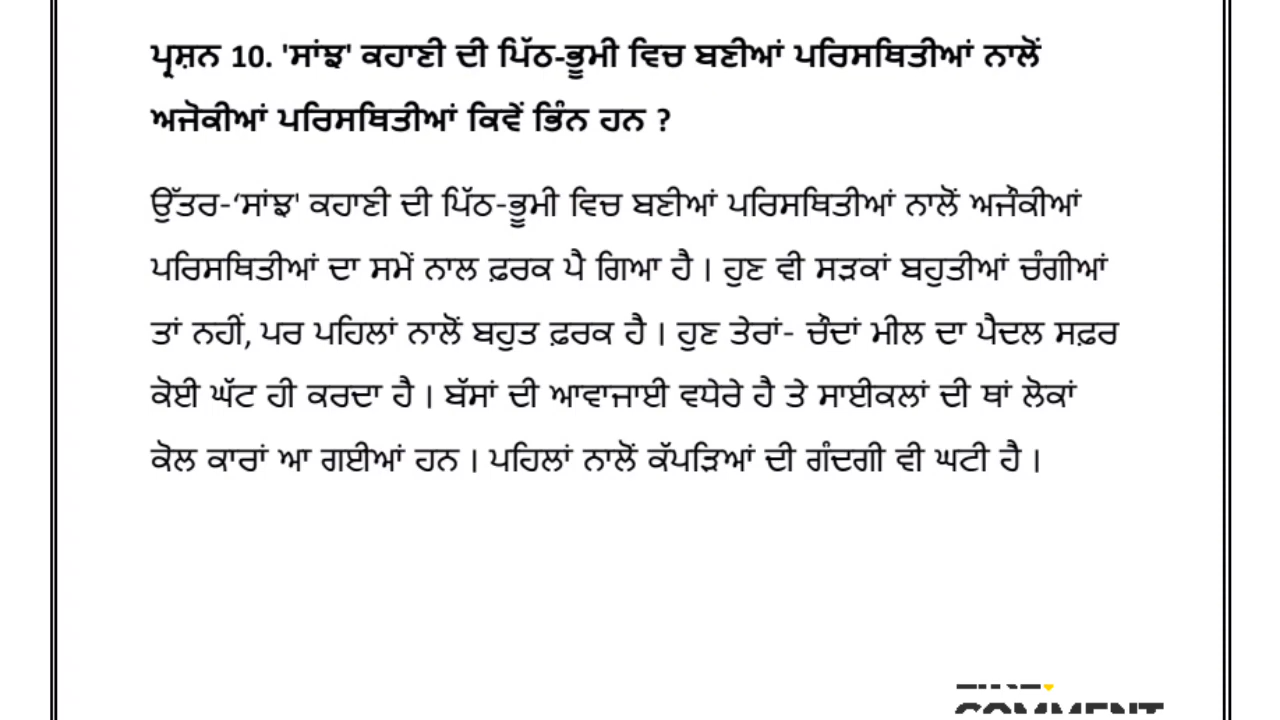 ਪ੍ਰਸ਼ਨ 10. 'ਸਾਂਝ' ਕਹਾਣੀ ਦੀ ਪਿੱਠ-ਭੂਮੀ ਵਿਚ ਬਣੀਆਂ ਪਰਿਸਥਿਤੀਆਂ ਨਾਲੋਂ
ਅਜੋਕੀਆਂ ਪਰਿਸਥਿਤੀਆਂ ਕਿਵੇਂ ਭਿੰਨ ਹਨ ?
ਉੱਤਰ-‘ਸਾਂਝ' ਕਹਾਣੀ ਦੀ ਪਿੱਠ-ਭੂਮੀ ਵਿਚ ਬਣੀਆਂ ਪਰਿਸਥਿਤੀਆਂ ਨਾਲੋਂ ਅਜੌਕੀਆਂ
ਪਰਿਸਥਿਤੀਆਂ ਦਾ ਸਮੇਂ ਨਾਲ ਫ਼ਰਕ ਪੈ ਗਿਆ ਹੈ । ਹੁਣ ਵੀ ਸੜਕਾਂ ਬਹੁਤੀਆਂ ਚੰਗੀਆਂ
ਤਾਂ ਨਹੀਂ, ਪਰ ਪਹਿਲਾਂ ਨਾਲੋਂ ਬਹੁਤ ਫ਼ਰਕ ਹੈ । ਹੁਣ ਤੇਰਾਂ- ਚੌਦਾਂ ਮੀਲ ਦਾ ਪੈਦਲ ਸਫ਼ਰ
ਕੋਈ ਘੱਟ ਹੀ ਕਰਦਾ ਹੈ । ਬੱਸਾਂ ਦੀ ਆਵਾਜਾਈ ਵਧੇਰੇ ਹੈ ਤੇ ਸਾਈਕਲਾਂ ਦੀ ਥਾਂ ਲੋਕਾਂ
ਕੋਲ ਕਾਰਾਂ ਆ ਗਈਆਂ ਹਨ । ਪਹਿਲਾਂ ਨਾਲੋਂ ਕੱਪੜਿਆਂ ਦੀ ਗੰਦਗੀ ਵੀ ਘਟੀ ਹੈ ।
COMMENT